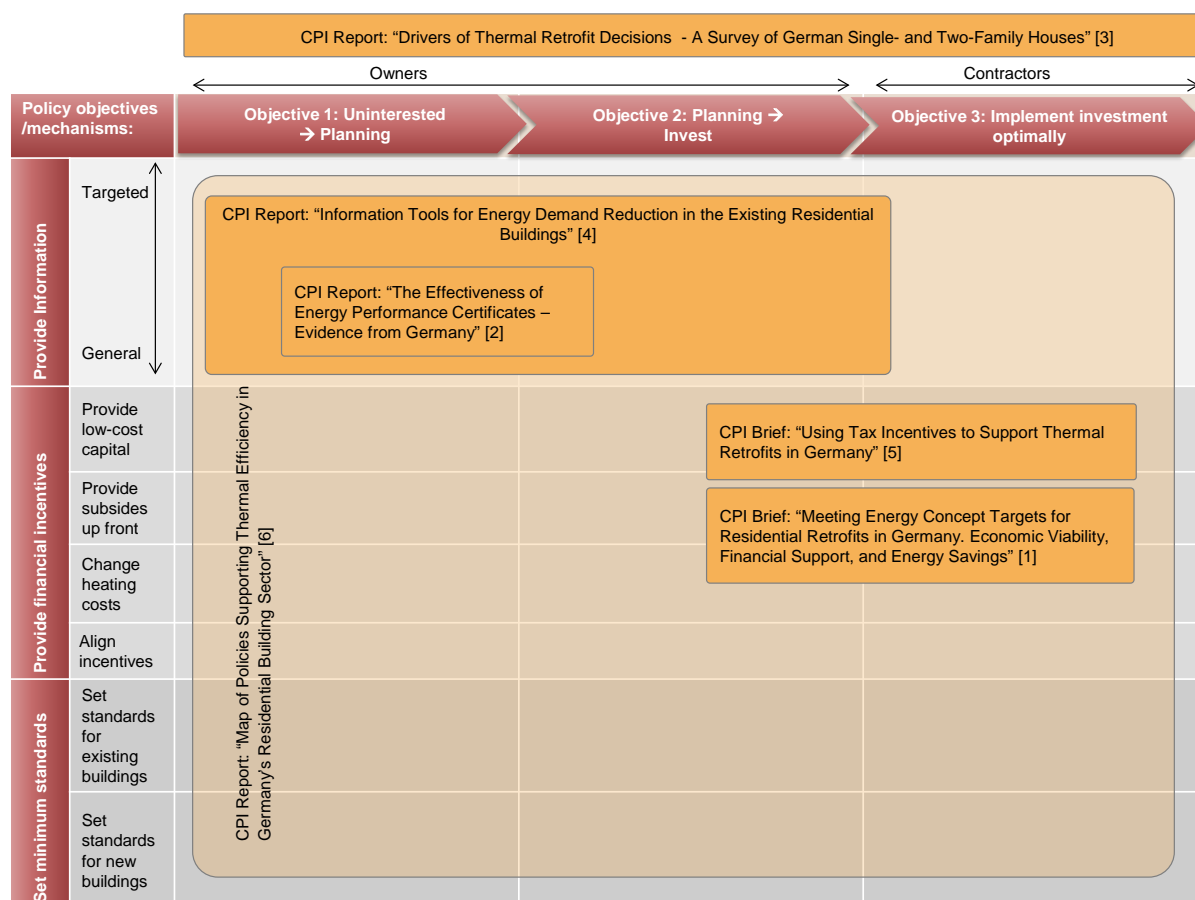 CPI Report: “Drivers of Thermal Retrofit Decisions - A Survey of German Single- and Two-Family Houses” [3]
Owners
Contractors
Policy objectives
/mechanisms:
Objective 1: Uninterested
→ Planning
Objective 2: Planning →
Invest
Objective 3: Implement investment
optimally
Provide Information
Targeted
General
CPI Report: “Information Tools for Energy Demand Reduction in the Existing Residential
Buildings” [4]
CPI Report: “The Effectiveness of
Energy Performance Certificates –
Evidence from Germany” [2]
Provide financial incentives
Provide
low-cost
capital
Provide
subsides
up front
Change
heating
costs
Align
incentives
CPI Brief: “Using Tax Incentives to Support Thermal
Retrofits in Germany” [5]
CPI Brief: “Meeting Energy Concept Targets for
Residential Retrofits in Germany. Economic Viability,
Financial Support, and Energy Savings” [1]
CPI Report: “Map of Policies Supporting Thermal Efficiency in
Germany’s Residential Building Sector” [6]
Set minimum standards
Set
standards
for
existing
buildings
Set
standards
for new
buildings